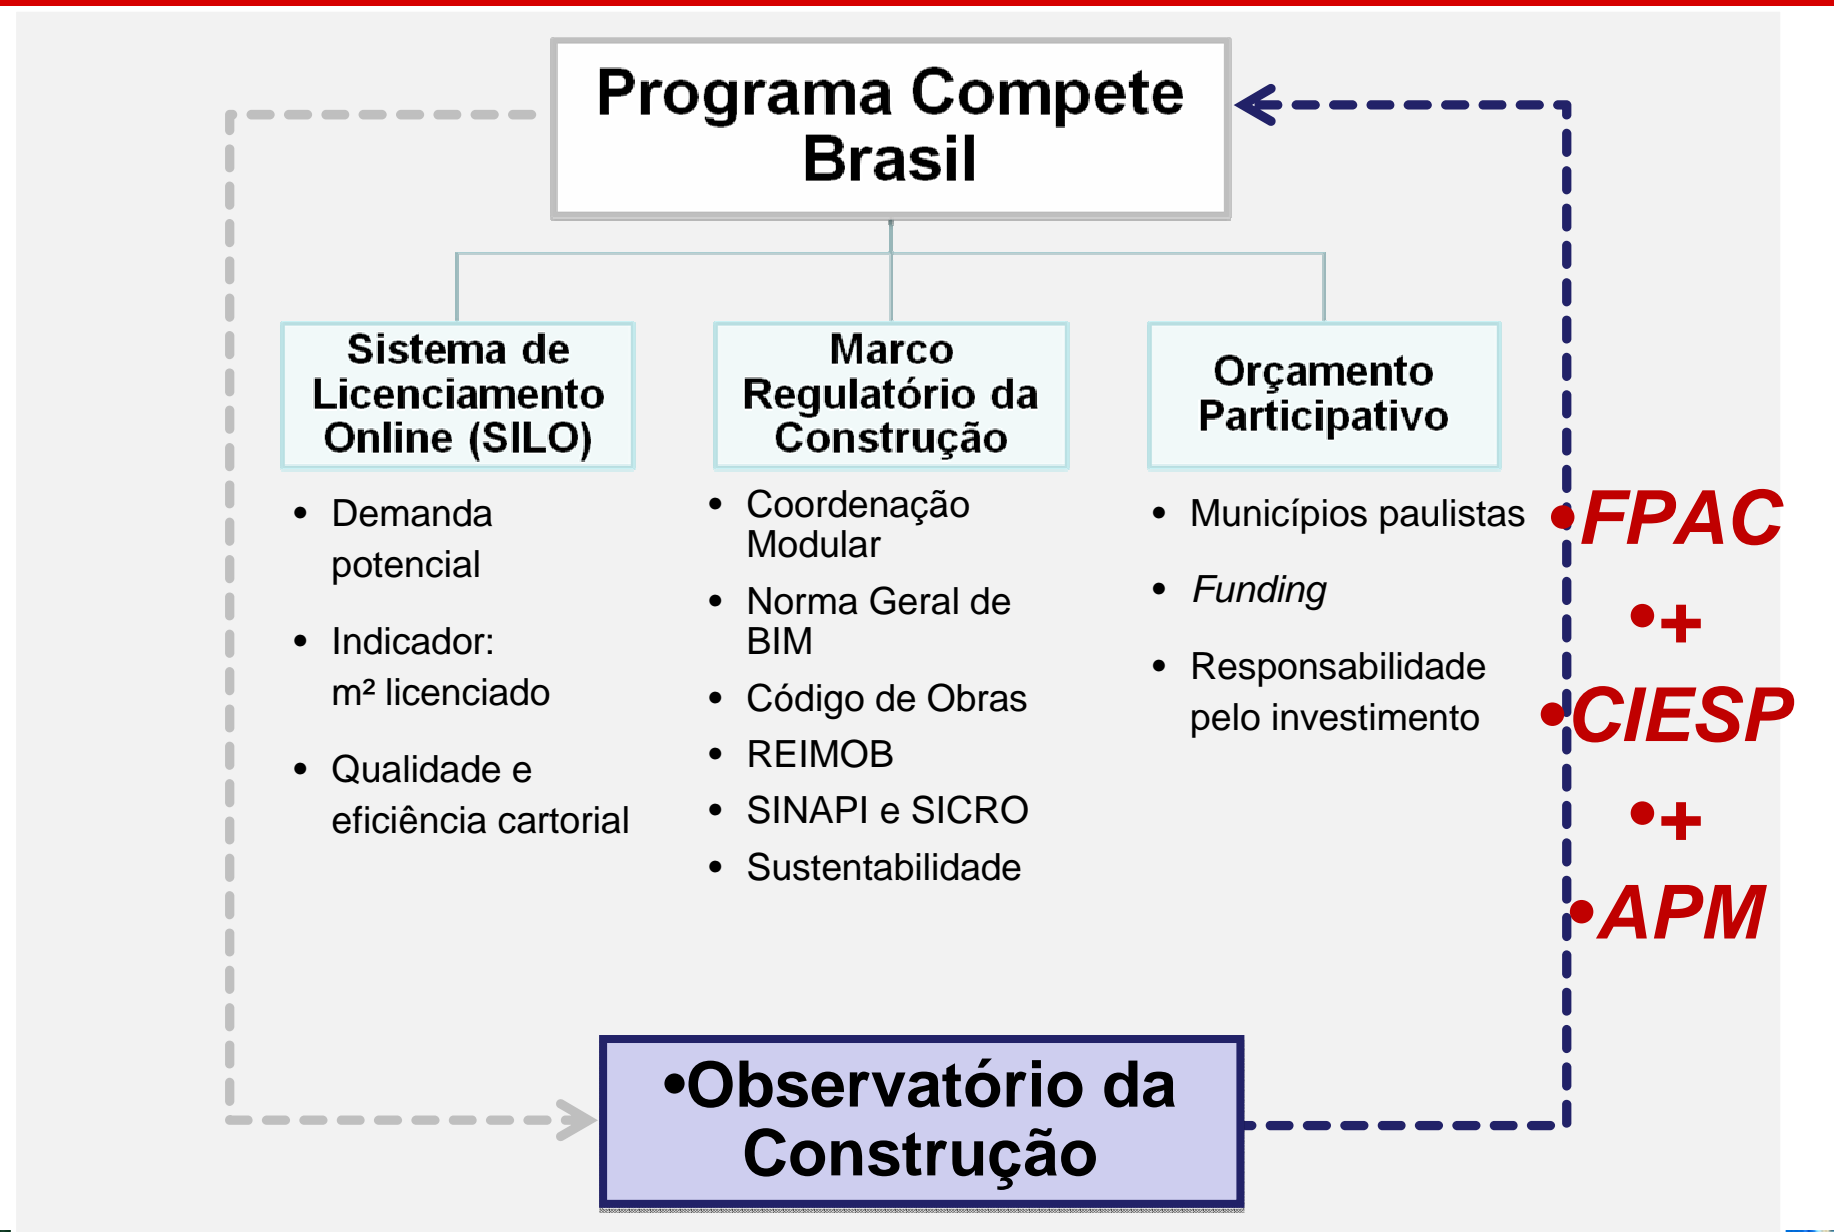 Programa Compete
Brasil
Sistema de
Licenciamento
Online (SILO)
• Demanda
potencial
• Indicador:
m² licenciado
• Qualidade e
eficiência cartorial
Marco
Regulatório da
Construção
• Coordenação
Modular
• Norma Geral de
BIM
• Código de Obras
• REIMOB
• SINAPI e SICRO
• Sustentabilidade
Orçamento
Participativo
• Municípios paulistas
• Funding
• Responsabilidade
pelo investimento
•FPAC
•+
•CIESP
•+
•APM
•Observatório da
Construção